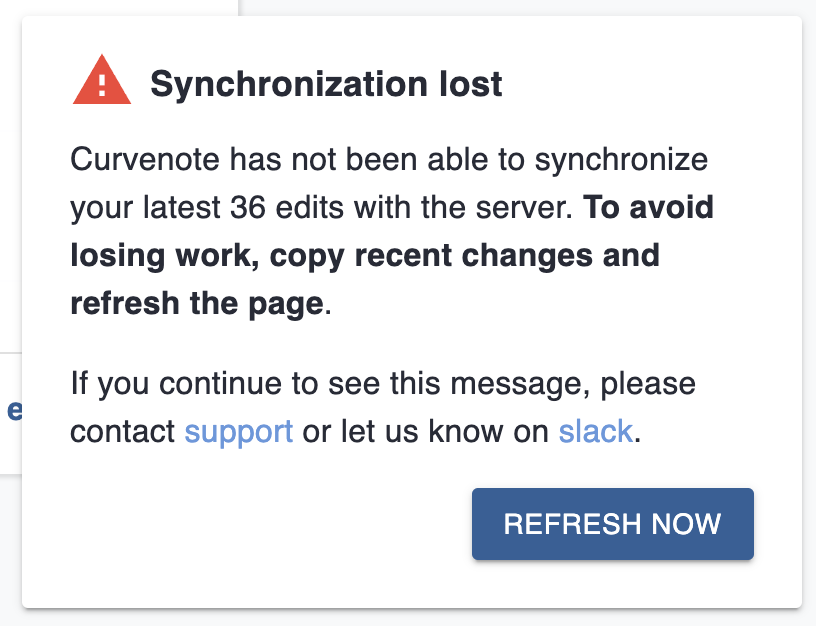 Synchronization lost
Curvenote has not been able to synchronize
your latest 36 edits with the server. To avoid
losing work, copy recent changes and
refresh the page.
If you continue to see this message, please
e
contact support or let us know on slack.
REFRESH NOW